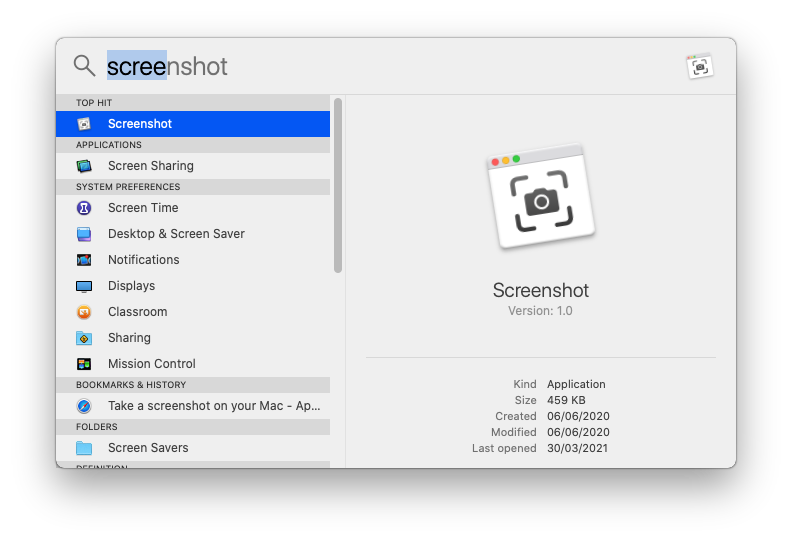 screenshot
TOP HIT
Screenshot
APPLICATIONS
Screen Sharing
SYSTEM PREFERENCES
Screen Time
Desktop & Screen Saver
Notifications
Displays
Classroom
Sharing
Mission Control
BOOKMARKS & HISTORY
Take a screenshot on your Mac - Ap...
FOLDERS
Screen Savers
DEFINITION
Screenshot
Version: 1.0
Kind Application
Size 459 KB
Created 06/06/2020
Modified 06/06/2020
Last opened 30/03/2021